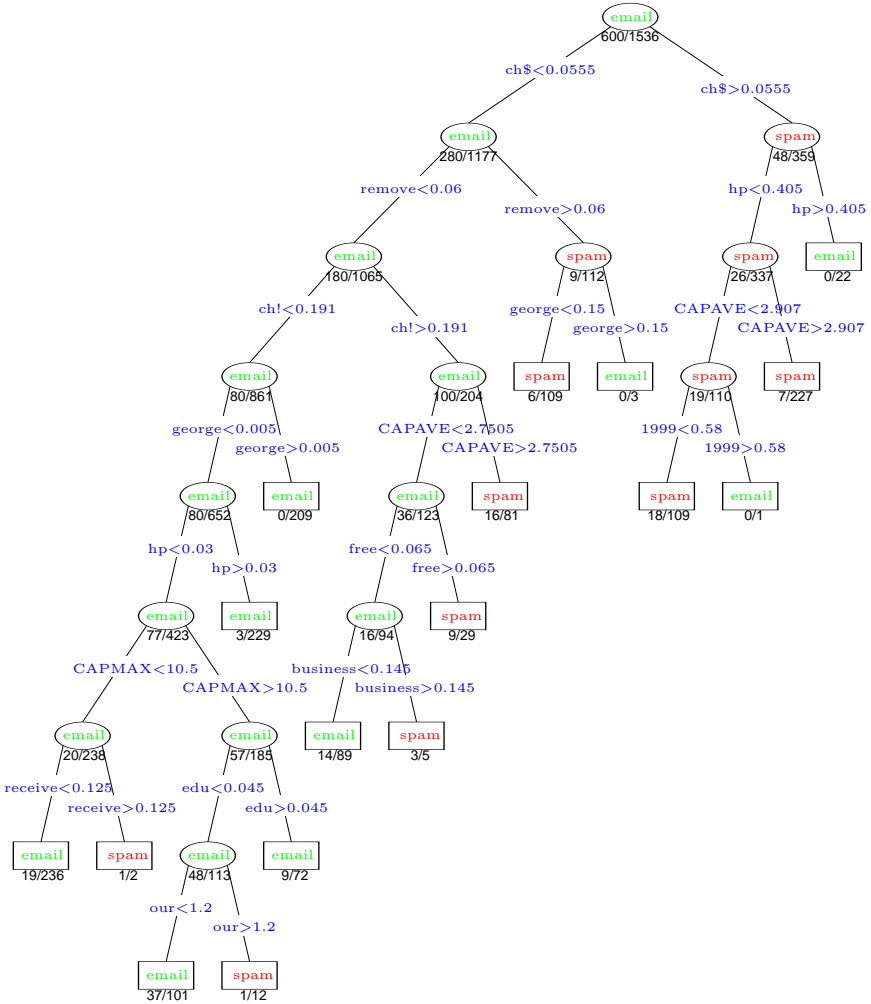 email
600/1536
ch$<0.0555
ch$>0.0555
email
280/1177
spam
48/359
remove<0.06
remove>0.06
hp<0.405
hp>0.405
email
180/1065
spam
9/112
spam
26/337
email
0/22
ch!<0.191
ch!>0.191
george<0.15
george>0.15
CAPAVE<2.907
CAPAVE>2.907
email
80/861
email
100/204
spam
6/109
email
0/3
spam
19/110
spam
7/227
george<0.005
george>0.005
CAPAVE<2.7505
CAPAVE>2.7505
1999<0.58
1999>0.58
email
80/652
email
0/209
email
36/123
spam
16/81
spam
18/109
email
0/1
hp<0.03
hp>0.03
free<0.065
free>0.065
email
77/423
email
3/229
email
16/94
spam
9/29
CAPMAX<10.5
CAPMAX>10.5
business<0.145
business>0.145
email
20/238
email
57/185
email
14/89
spam
3/5
receive<0.125
receive>0.125
edu<0.045
edu>0.045
email
19/236
spam
1/2
email
48/113
email
9/72
our<1.2
our>1.2
email
37/101
spam
1/12